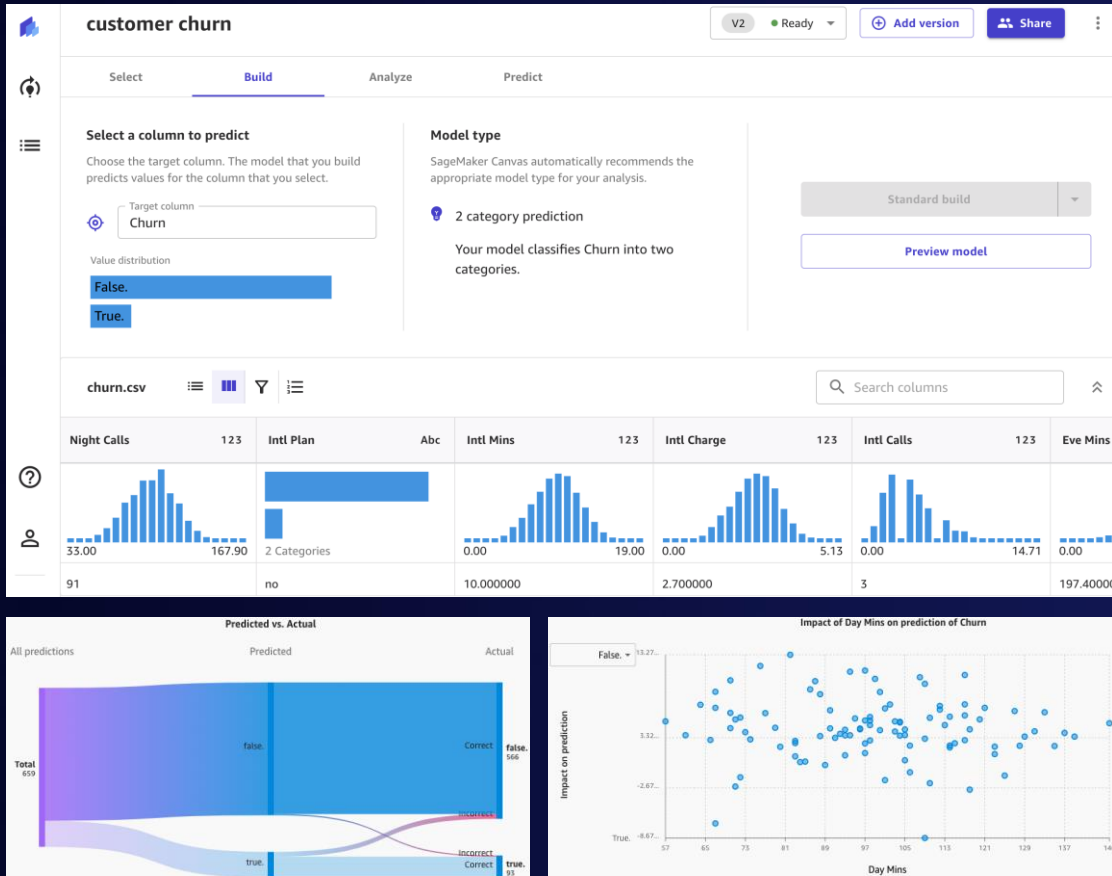 customer churn
V2 Ready
Add version
Share
Select Build Analyze Predict
Select a column to predict
Choose the target column. The model that you build
predicts values for the column that you select.
Target column
Churn
Value distribution
False.
True.
Model type
SageMaker Canvas automatically recommends the
appropriate model type for your analysis.
2 category prediction
Your model classifies Churn into two
categories.
Standard build
Preview model
churn.csv
Search columns
Night Calls 123 Intl Plan Abc Intl Mins 123 Intl Charge 123 Intl Calls 123 Eve Mins
33.00 167.90 2 Categories 0.00 19.00 0.00 5.13 0.00 14.71 0.00
91 no 10.000000 2.700000 3 197.40000
Predicted vs. Actual
All predictions Predicted Actual
Total
659
false.
Correct
false.
566
Incorrect
Incorrect
true.
Correct
true.
93
Impact of Day Mins on prediction of Churn
False.
13.27...
3.32...
-2.67...
True. -8.67...
Impact on prediction
57 65 73 81 89 97 105 113 121 129 137
Day Mins